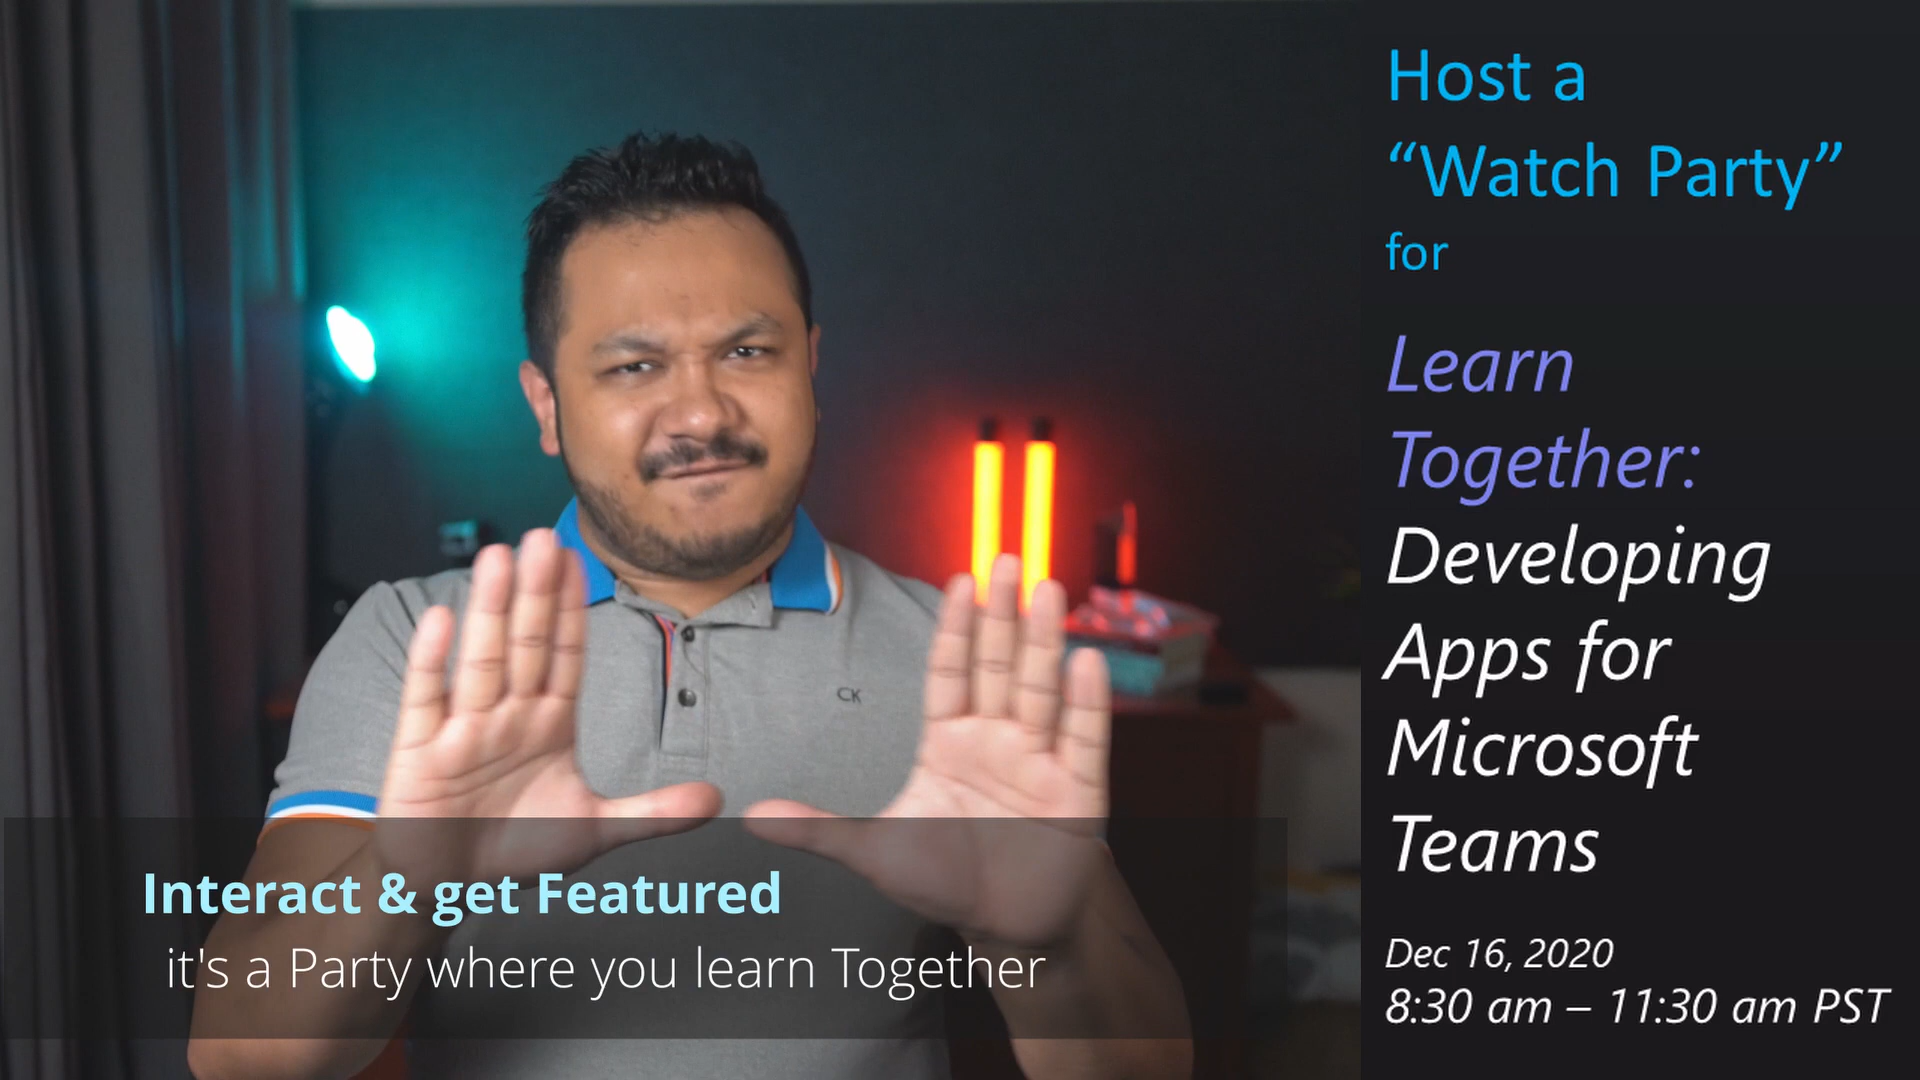 Host a
“Watch Party”
for
Learn
Together:
Developing
Apps for
Microsoft
Teams
Dec 16, 2020
8:30 am – 11:30 am PST
CK
Interact & get Featured
it's a Party where you learn Together